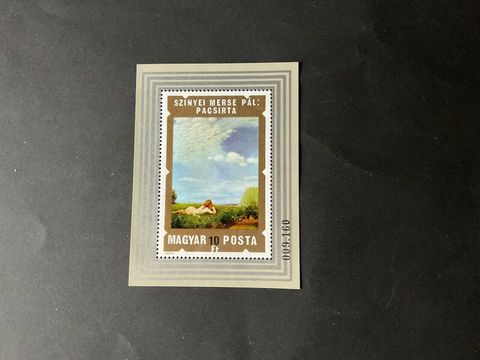 SZINYEI MERSE PÁL:
PACSIRTA
MAGYAR 10 POSTA
Ft
009,160